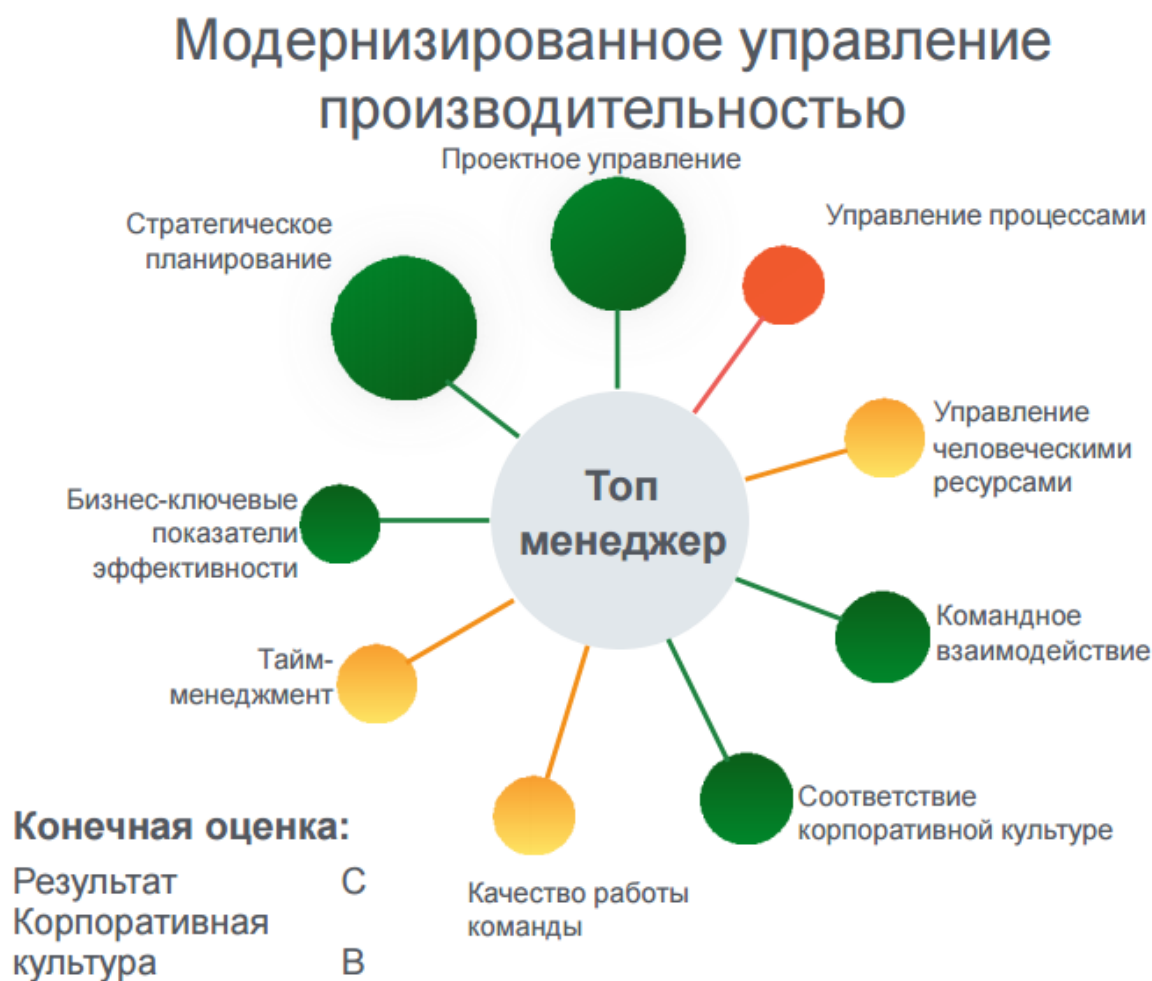 Модернизированное управление
производительностью
Проектное управление
Стратегическое
планирование
Управление процессами
Управление
человеческими
ресурсами
Топ
менеджер
Бизнес-ключевые
показатели
эффективности
Командное
взаимодействие
Тайм-
менеджмент
Соответствие
корпоративной культуре
Качество работы
команды
Конечная оценка:
Результат C
Корпоративная
культура B